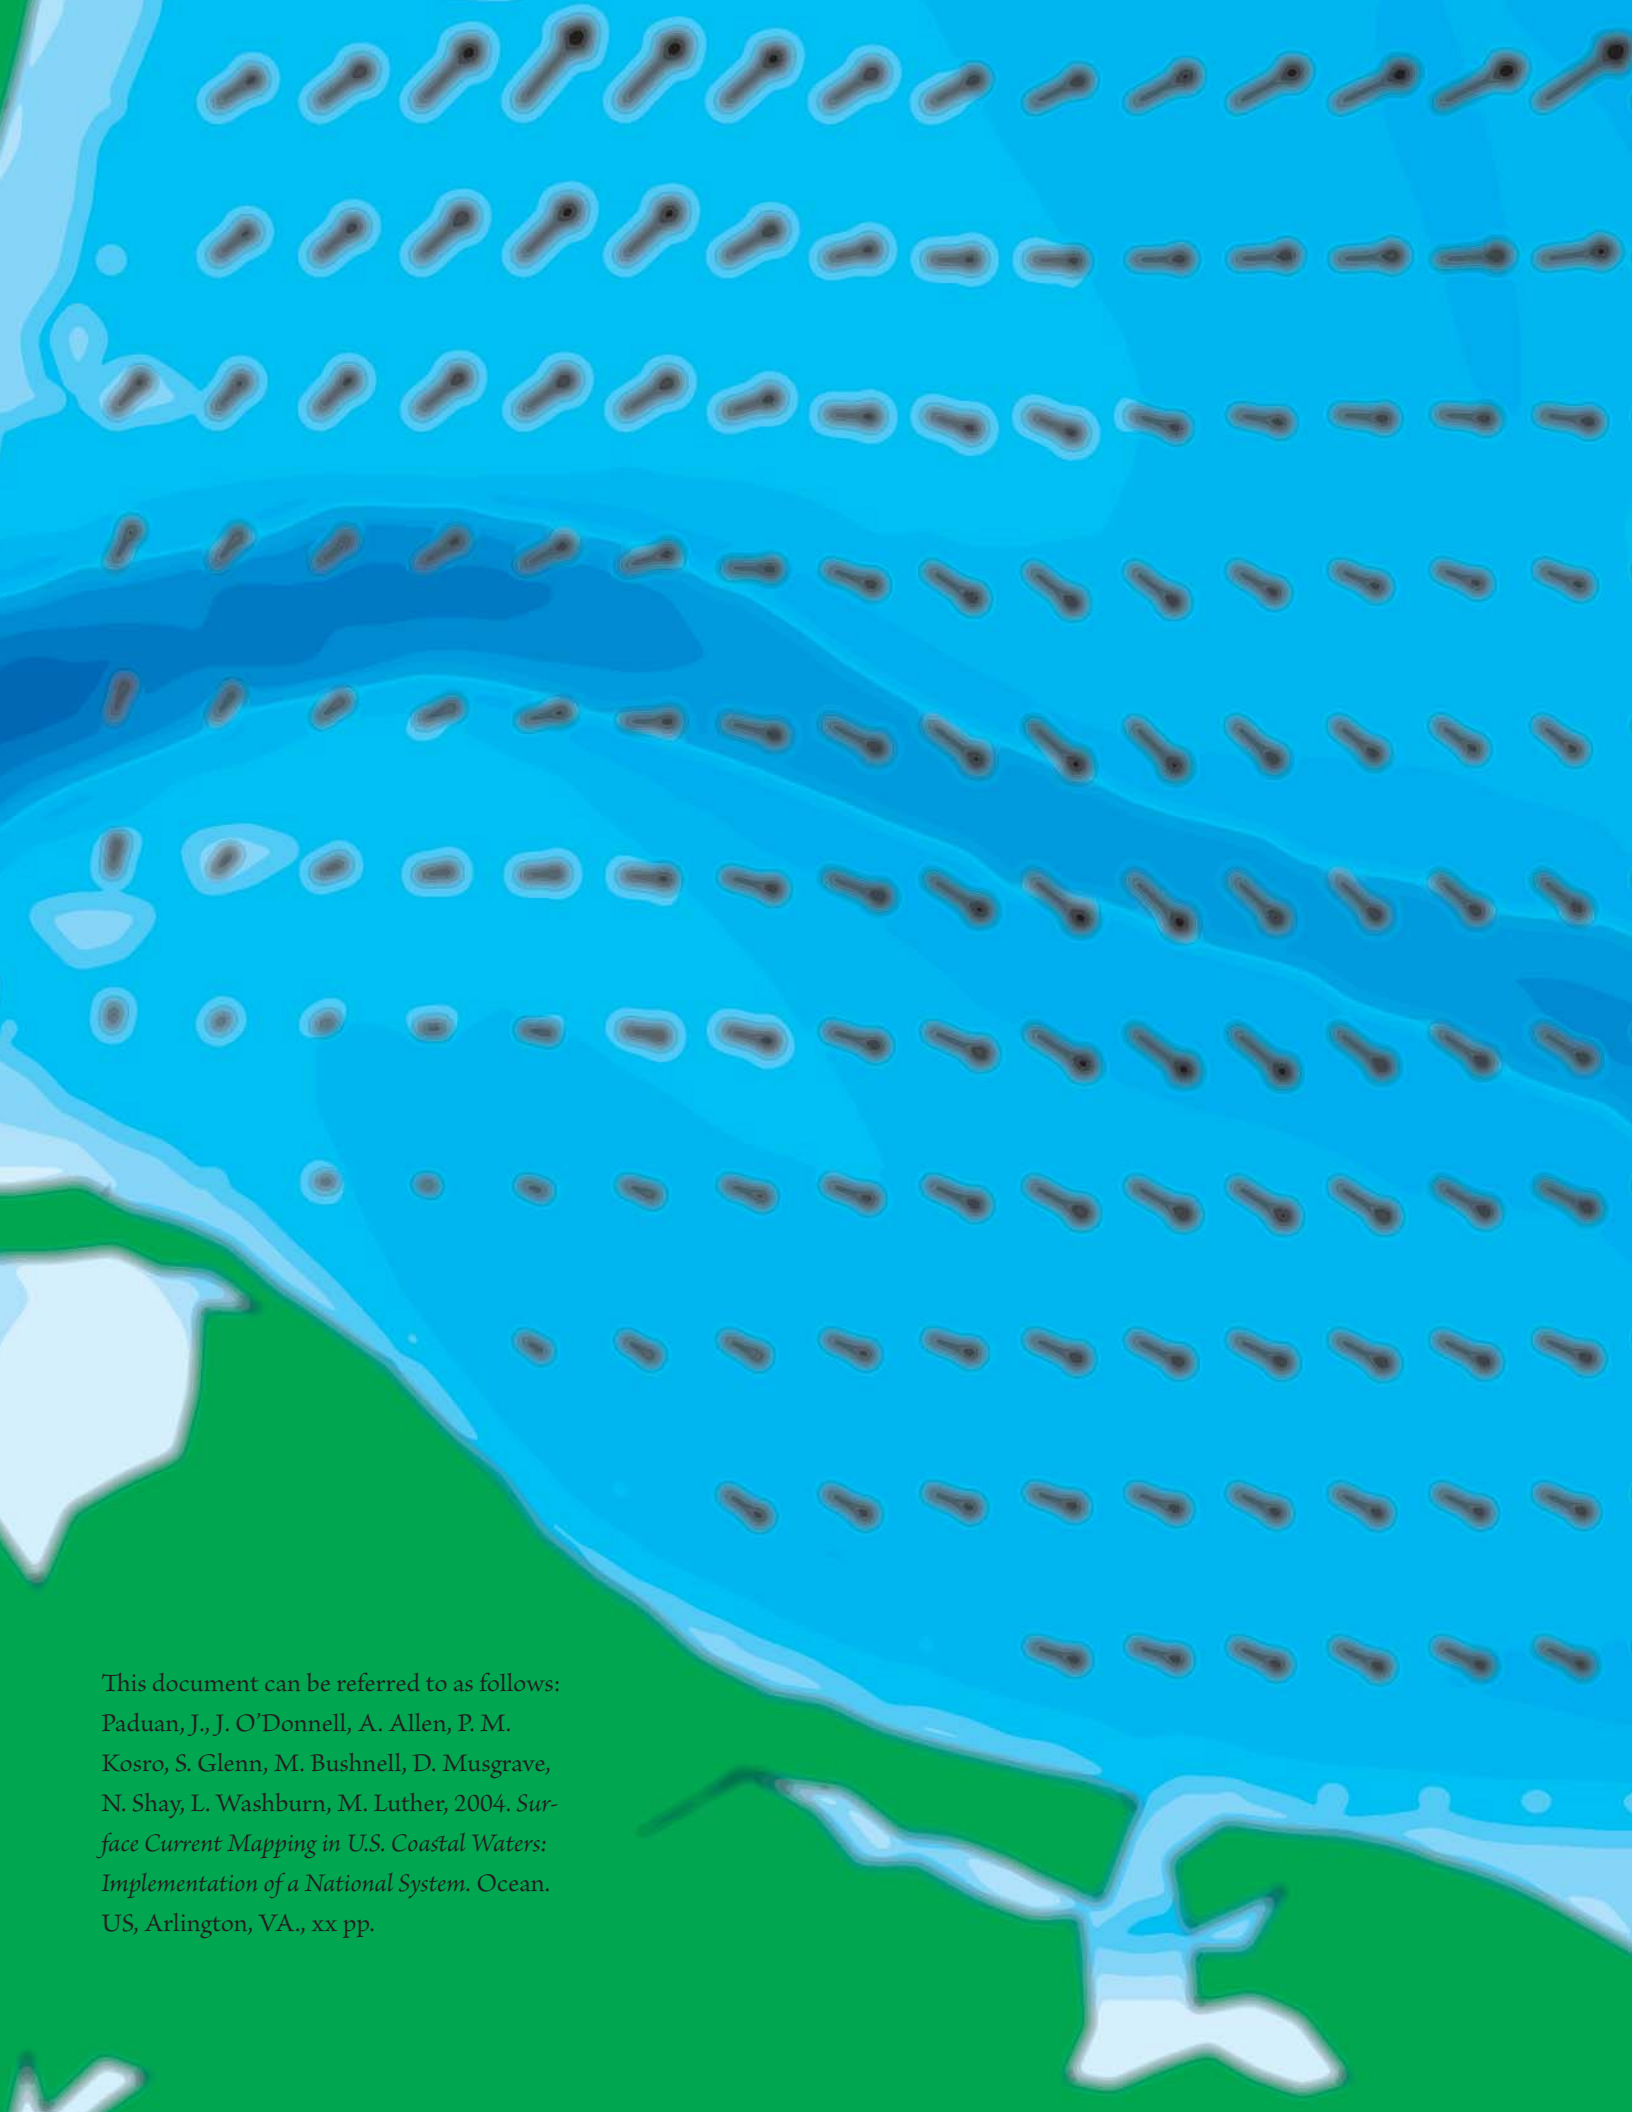 This document can be referred to as follows:
Paduan, J., J. O'Donnell, A. Allen, P. M.
Kosro, S. Glenn, M. Bushnell, D. Musgrave,
N. Shay, L. Washburn, M. Luther, 2004. Sur-
face Current Mapping in U.S. Coastal Waters:
Implementation of a National System. Ocean.
US, Arlington, VA., xx pp.